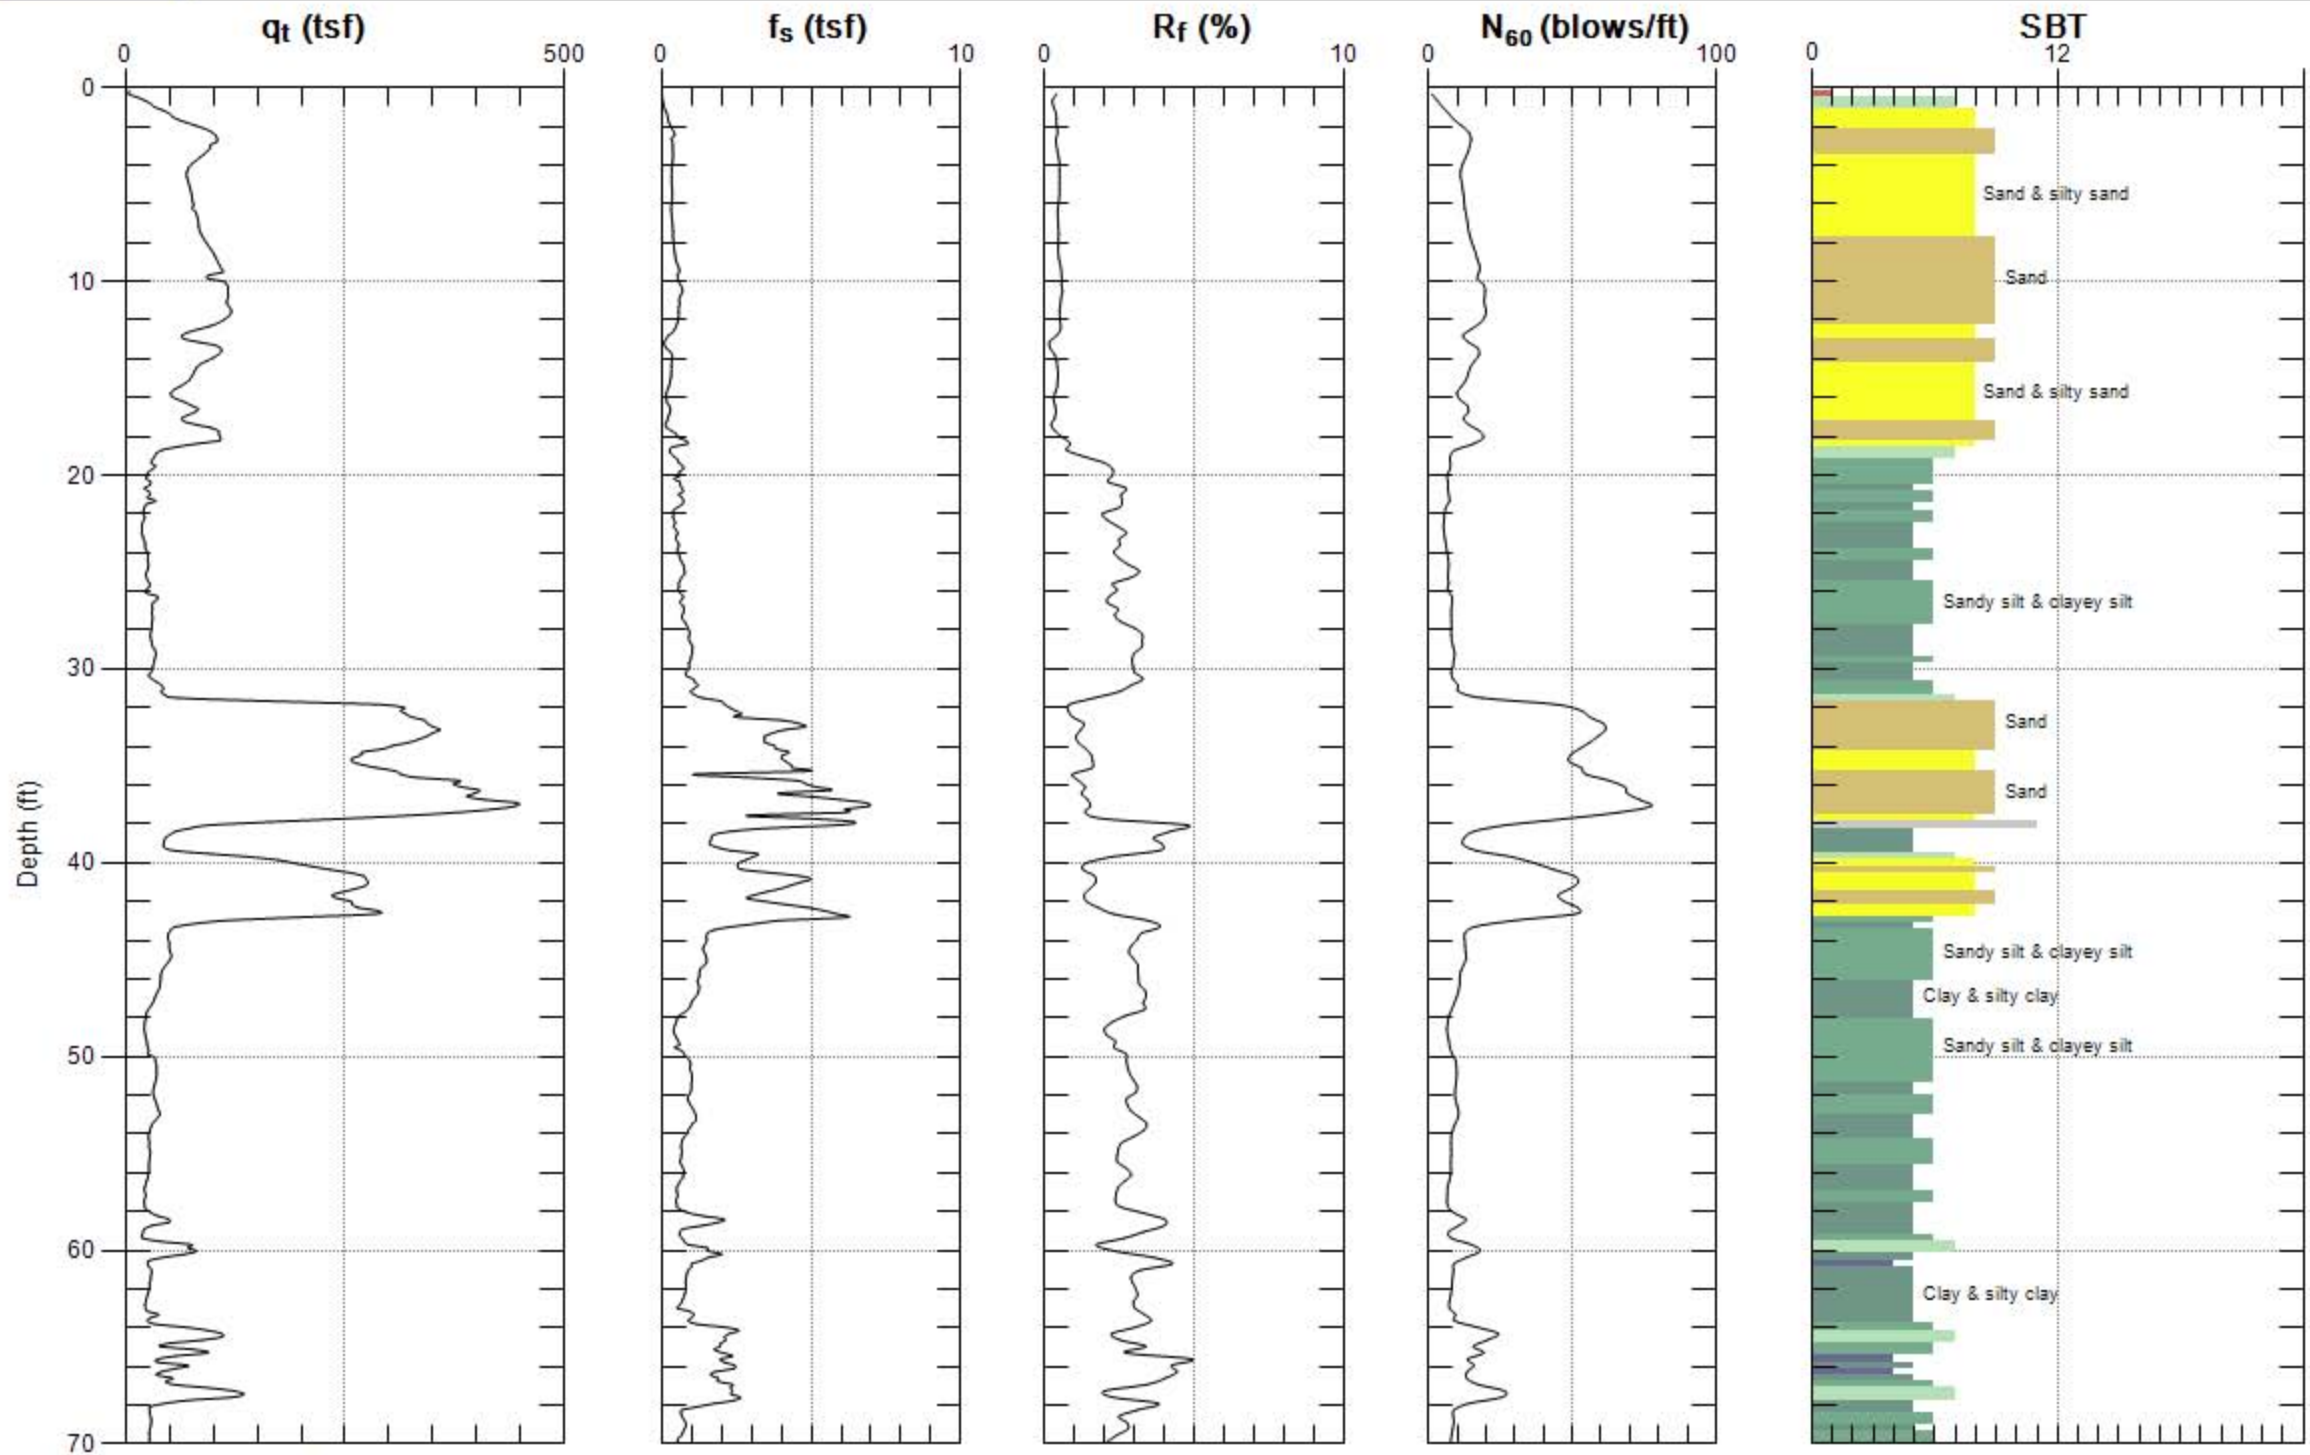 qt (tsf)
fs (tsf)
Rf (%)
N60 (blows/ft)
SBT
0
500
0
10
0
10
0
100
0
12
0
Sand & silty sand
10
Sand
Sand & silty sand
20
Sandy silt & clayey silt
30
Sand
Sand
Depth (ft)
40
Sandy silt & clayey silt
Clay & silty clay
50
Sandy silt & clayey silt
60
Clay & silty clay
70